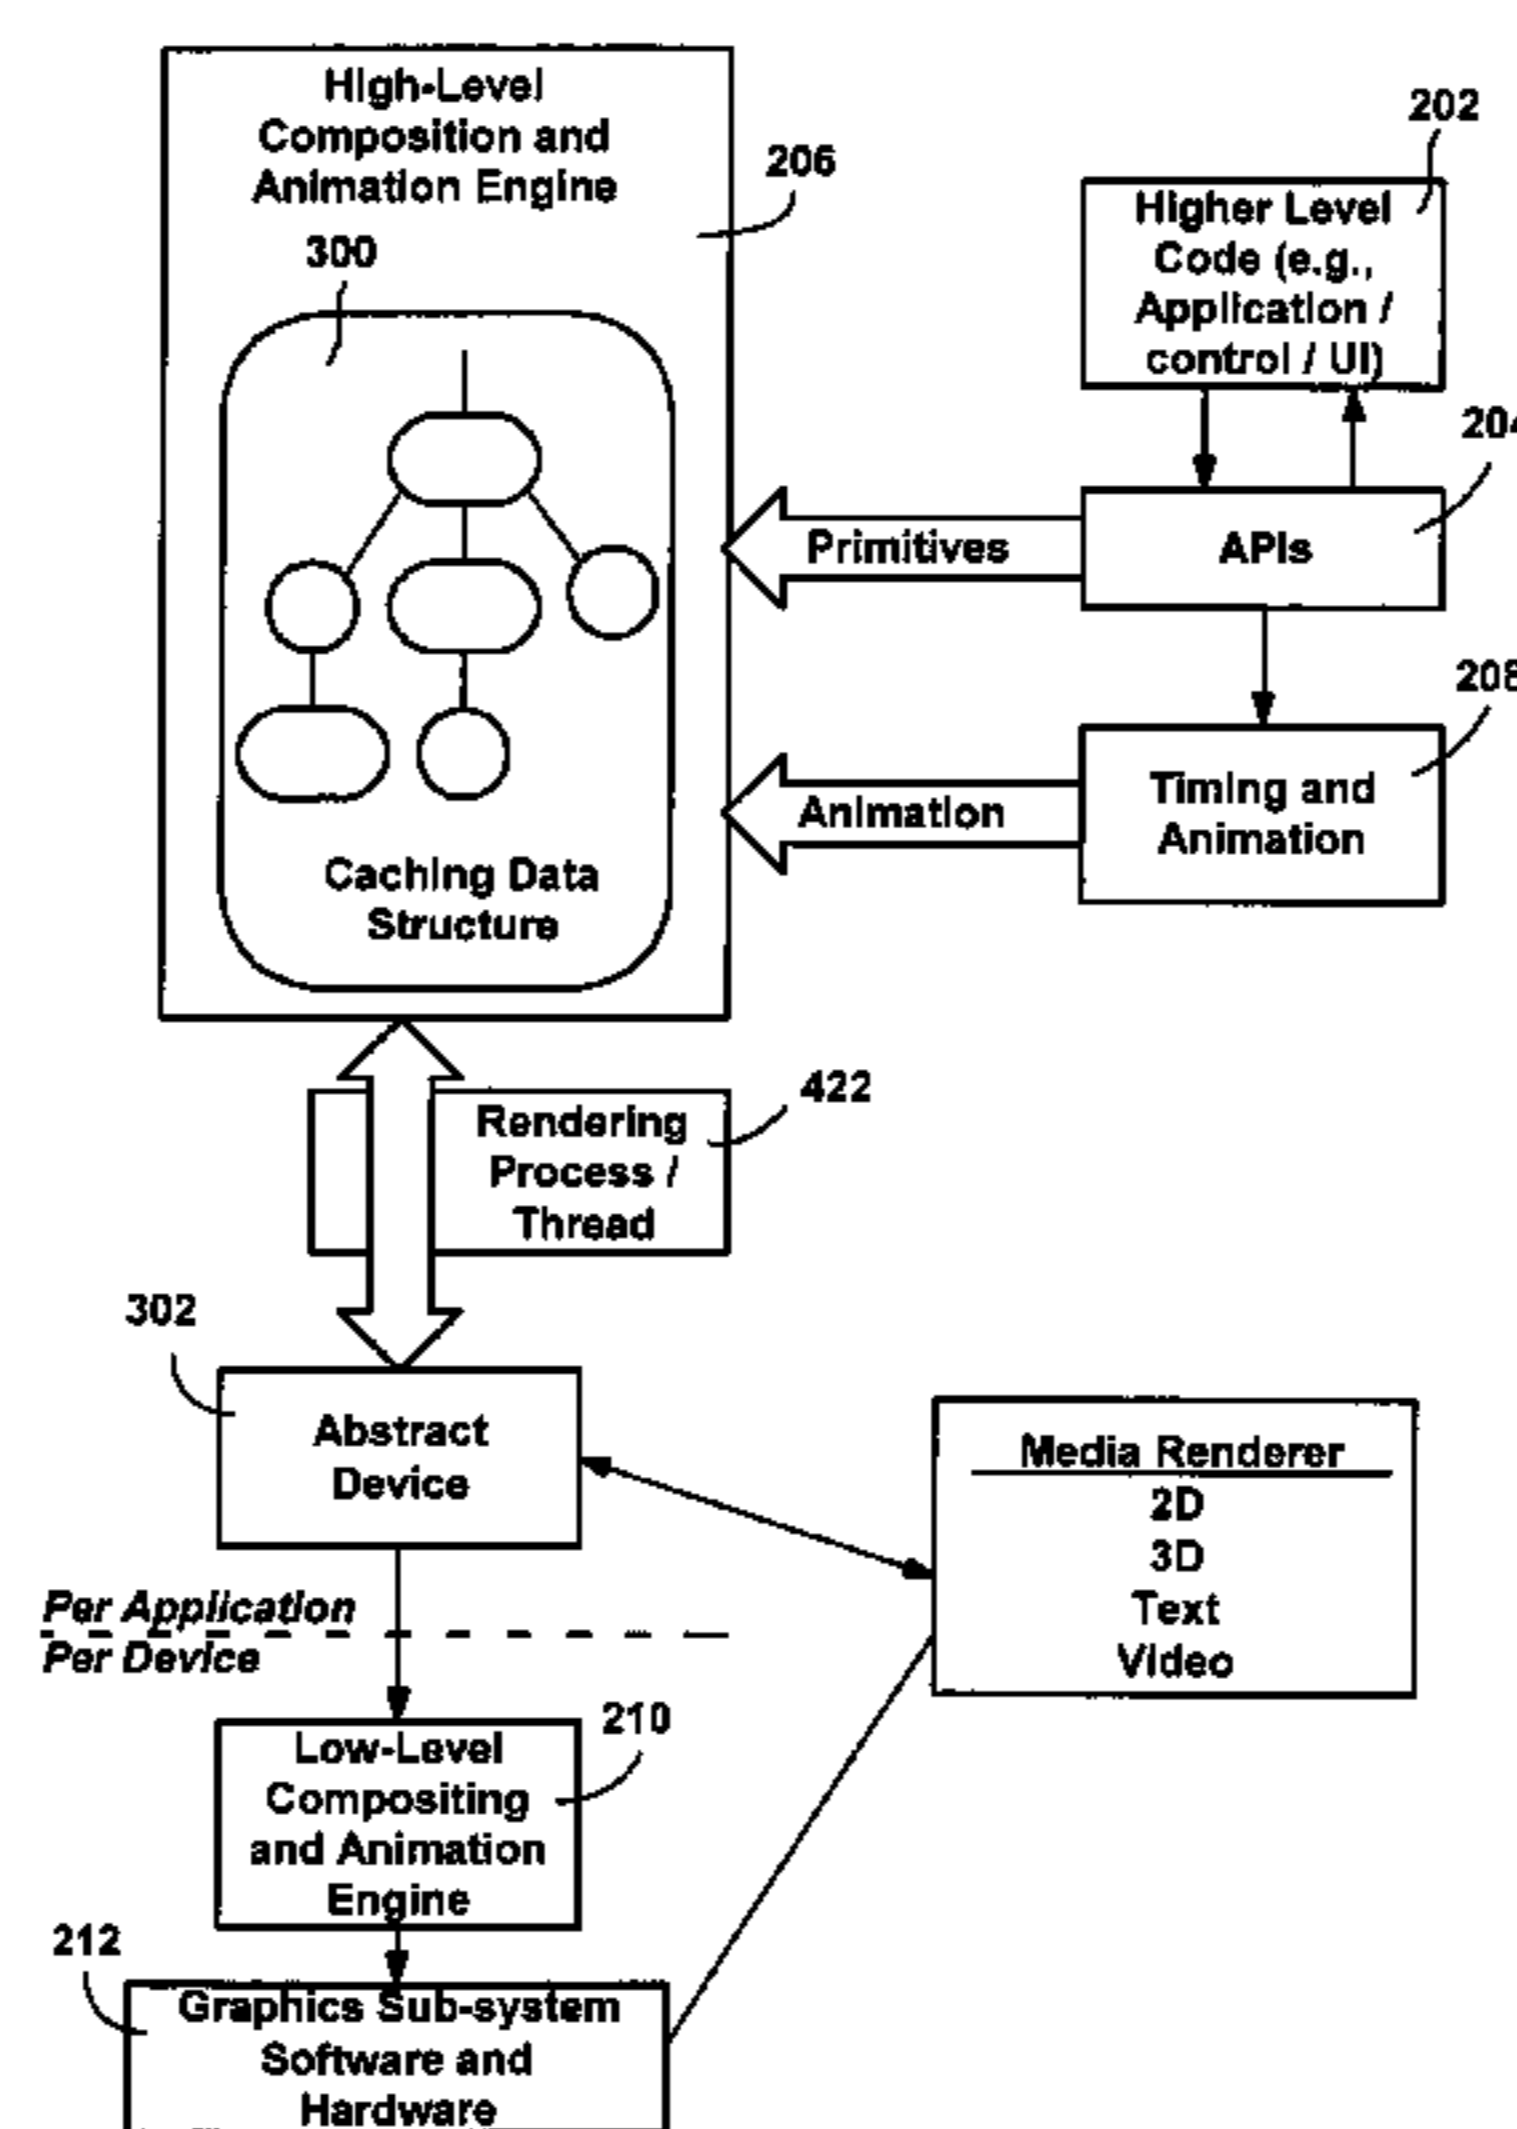 High-Level
Composition and
Animation Engine
206
300
Caching Data
Structure
202
Higher Level
Code (e.g.,
Application /
control / UI)
204
Primitives
APIs
208
Animation
Timing and
Animation
422
Rendering
Process /
Thread
302
Abstract
Device
Media Renderer
2D
3D
Text
Video
Per Application
Per Device
210
Low-Level
Compositing
and Animation
Engine
212
Graphics Sub-system
Software and
Hardware